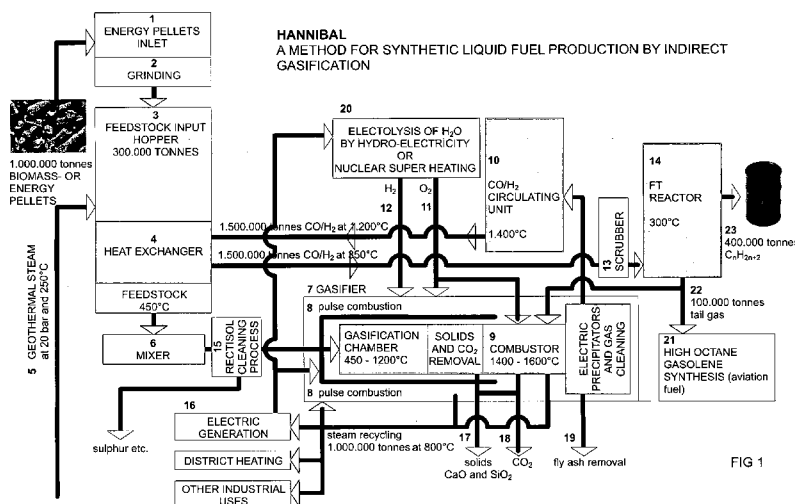 HANNIBAL
A METHOD FOR SYNTHETIC LIQUID FUEL PRODUCTION BY INDIRECT
GASIFICATION
1
ENERGY PELLETS
INLET
2
GRINDING
3
FEEDSTOCK INPUT
HOPPER
300.000 TONNES
1.000.000 tonnes
BIOMASS- OR
ENERGY
PELLETS
4
HEAT EXCHANGER
FEEDSTOCK
450°C
5 GEOTHERMAL STEAM
at 20 bar and 250°C
6
MIXER
15
RECTISOL
CLEANING
PROCESS
sulphur etc.
20
ELECTOLYSIS OF H₂O
BY HYDRO-ELECTRICITY
OR
NUCLEAR SUPER HEATING
H₂
O₂
12
11
10
CO/H₂
CIRCULATING
UNIT
1.400°C
1.500.000 tonnes CO/H₂ at 1.200°C
1.500.000 tonnes CO/H₂ at 850°C
13
SCRUBBER
14
FT
REACTOR
300°C
23
400.000 tonnes
CnH2n+2
22
100.000 tonnes
tail gas
21
HIGH OCTANE
GASOLENE
SYNTHESIS (aviation
fuel)
7 GASIFIER
8 pulse combustion
GASIFICATION
CHAMBER
450 - 1200°C
SOLIDS
AND CO₂
REMOVAL
9
COMBUSTOR
1400 - 1600°C
ELECTRIC
PRECIPITATORS
AND GAS
CLEANING
8 pulse combustion
16
ELECTRIC
GENERATION
steam recycling
1.000.000 tonnes at 800°C
DISTRICT HEATING
OTHER INDUSTRIAL
USES
17
solids
CaO and SiO₂
18
CO₂
19
fly ash removal
FIG 1